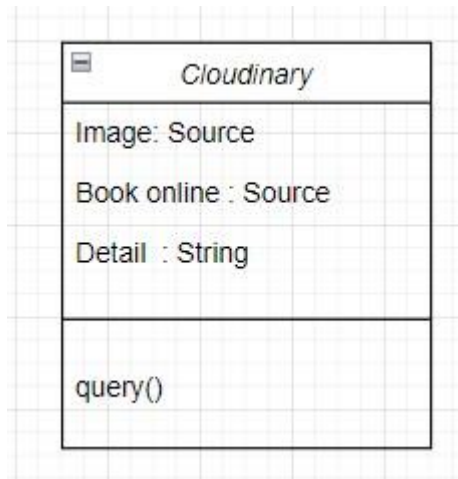 Cloudinary
Image: Source
Book online : Source
Detail  : String
query()